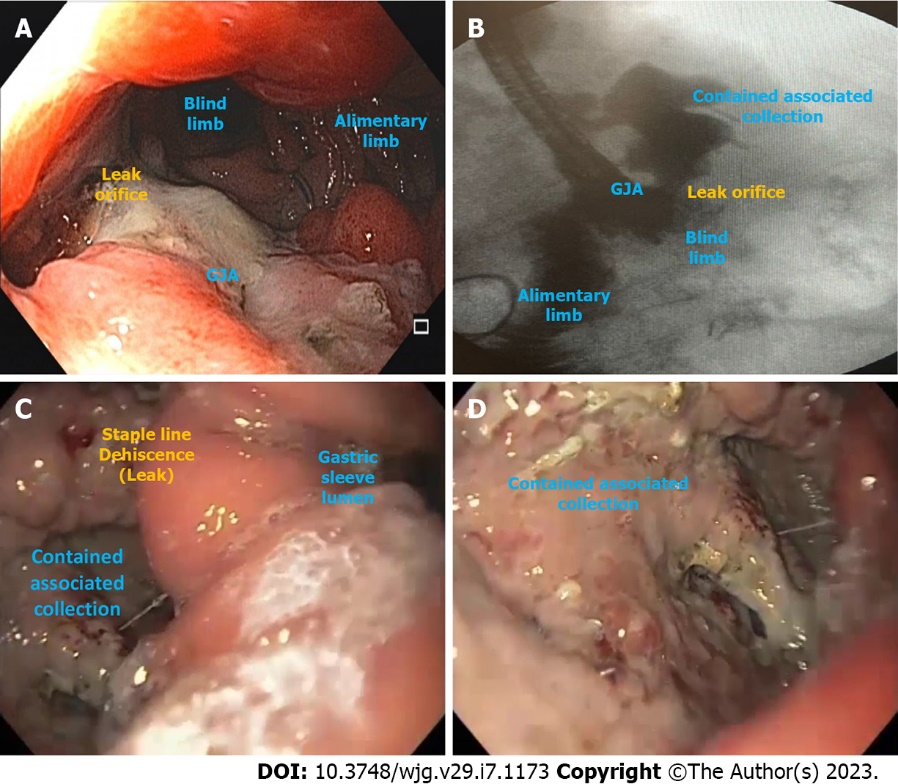 A
Blind
limb
Alimentary
limb
Leak
orifice
GJA
B
Contained associated
collection
GJA
Leak orifice
Blind
limb
Alimentary
limb
C
Staple line
Dehiscence
(Leak)
Gastric
sleeve
lumen
Contained
associated
collection
D
Contained associated
collection
DOI: 10.3748/wjg.v29.i7.1173 Copyright ©The Author(s) 2023.